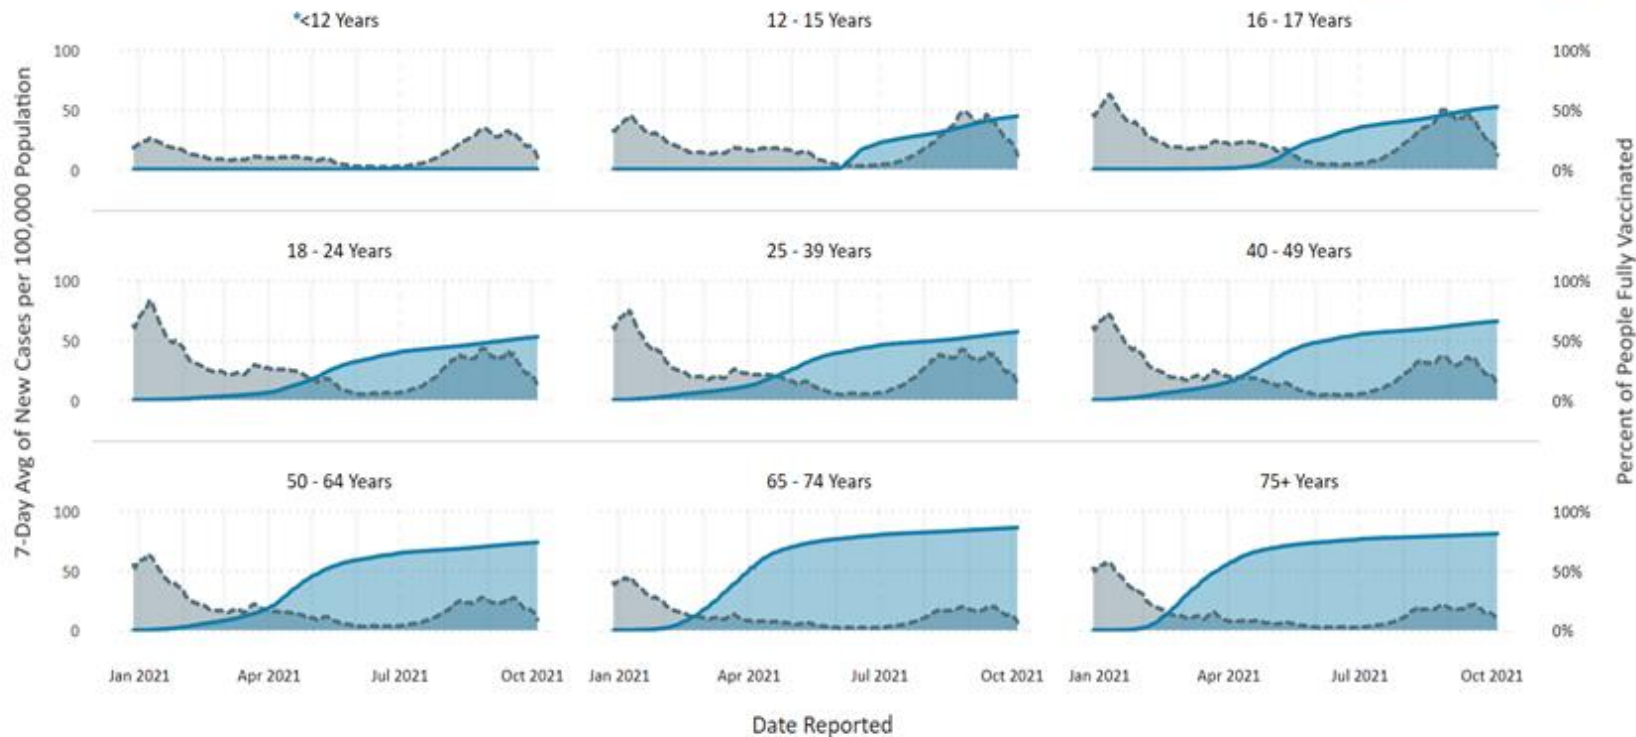 *<12 Years
12 - 15 Years
16 - 17 Years
100
50
0
100%
50%
0%
18 - 24 Years
25 - 39 Years
40 - 49 Years
100
50
0
100%
50%
0%
50 - 64 Years
65 - 74 Years
75+ Years
100
50
0
100%
50%
0%
Jan 2021 Apr 2021 Jul 2021 Oct 2021
Jan 2021 Apr 2021 Jul 2021 Oct 2021
Jan 2021 Apr 2021 Jul 2021 Oct 2021
Date Reported
7-Day Avg of New Cases per 100,000 Population
Percent of People Fully Vaccinated